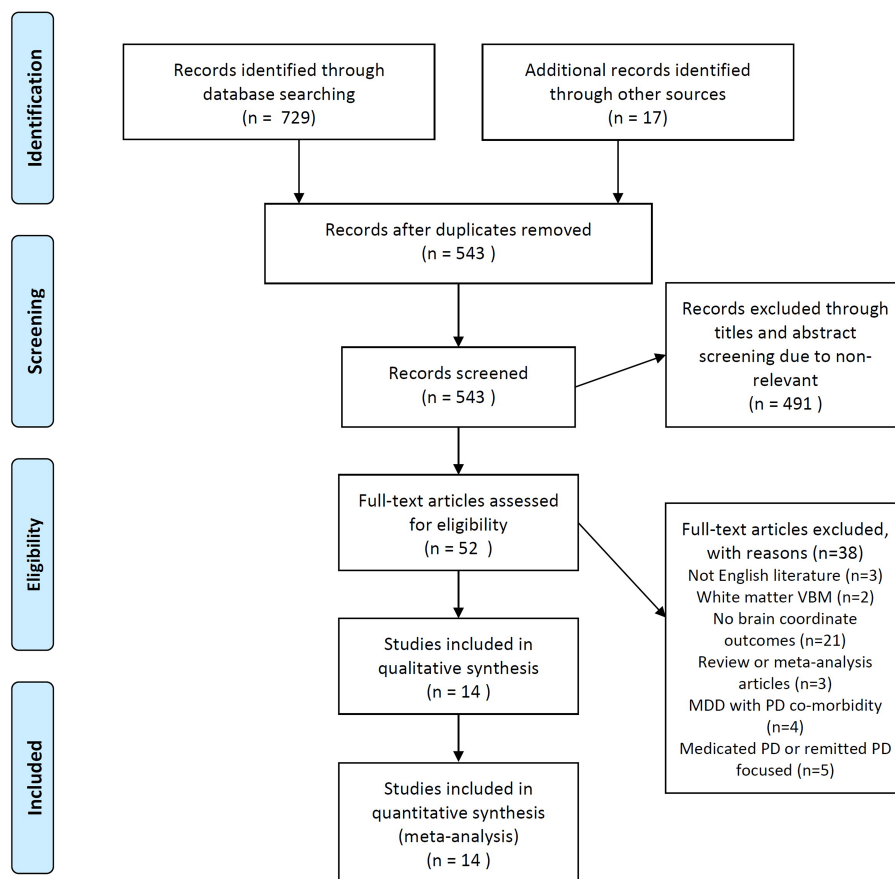 Identification
Records identified through
database searching
(n = 729)
Additional records identified
through other sources
(n = 17)
Records after duplicates removed
(n = 543 )
Screening
Records screened
(n = 543 )
Records excluded through
titles and abstract
screening due to non-
relevant
(n = 491 )
Eligibility
Full-text articles assessed
for eligibility
(n = 52 )
Full-text articles excluded,
with reasons (n=38)
Not English literature (n=3)
White matter VBM (n=2)
No brain coordinate
outcomes (n=21)
Review or meta-analysis
articles (n=3)
MDD with PD co-morbidity
(n=4)
Medicated PD or remitted PD
focused (n=5)
Studies included in
qualitative synthesis
(n = 14 )
Included
Studies included in
quantitative synthesis
(meta-analysis)
(n = 14 )